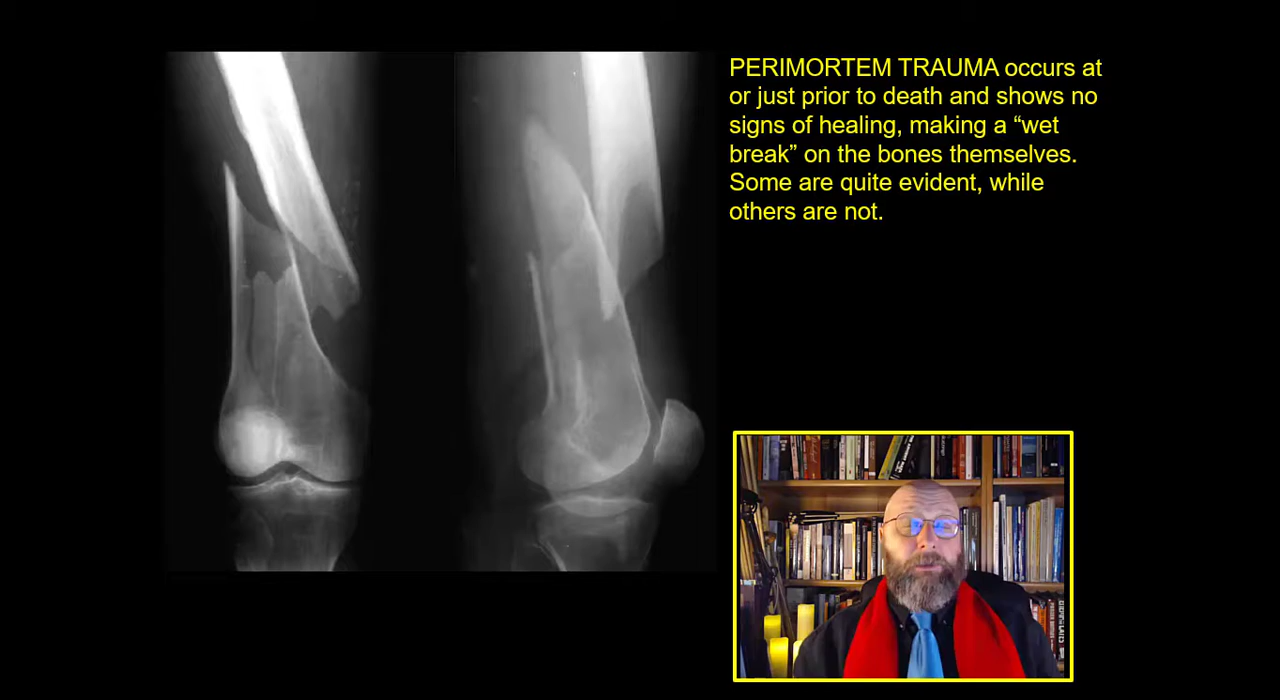 PERIMORTEM TRAUMA occurs at
or just prior to death and shows no
signs of healing, making a “wet
break” on the bones themselves.
Some are quite evident, while
others are not.